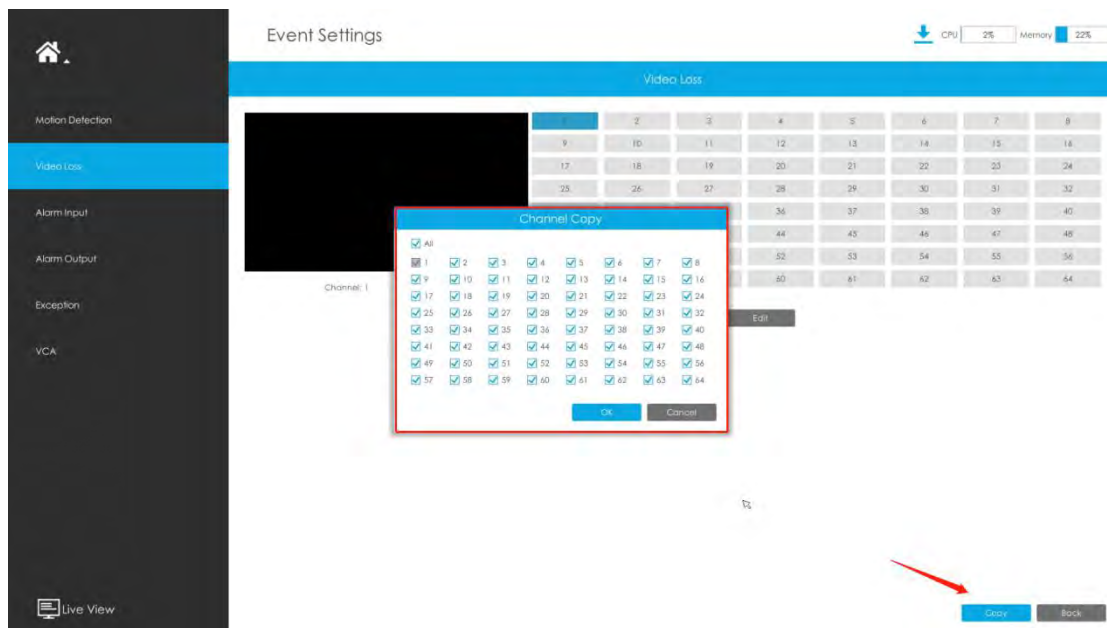 Event Settings
CPU 2% Memory 22%
Video Loss
Motion Detection
Video Loss
Alarm Input
Alarm Output
Exception
VCA
Live View
1 2 3 4 5 6 7 8
9 10 11 12 13 14 15 16
17 18 19 20 21 22 23 24
25 26 27 28 29 30 31 32
36 37 38 39 40
44 45 46 47 48
52 53 54 55 56
60 61 62 63 64
Channel: 1
Edit
Channel Copy
All
1 2 3 4 5 6 7 8
9 10 11 12 13 14 15 16
17 18 19 20 21 22 23 24
25 26 27 28 29 30 31 32
33 34 35 36 37 38 39 40
41 42 43 44 45 46 47 48
49 50 51 52 53 54 55 56
57 58 59 60 61 62 63 64
OK Cancel
Copy Back